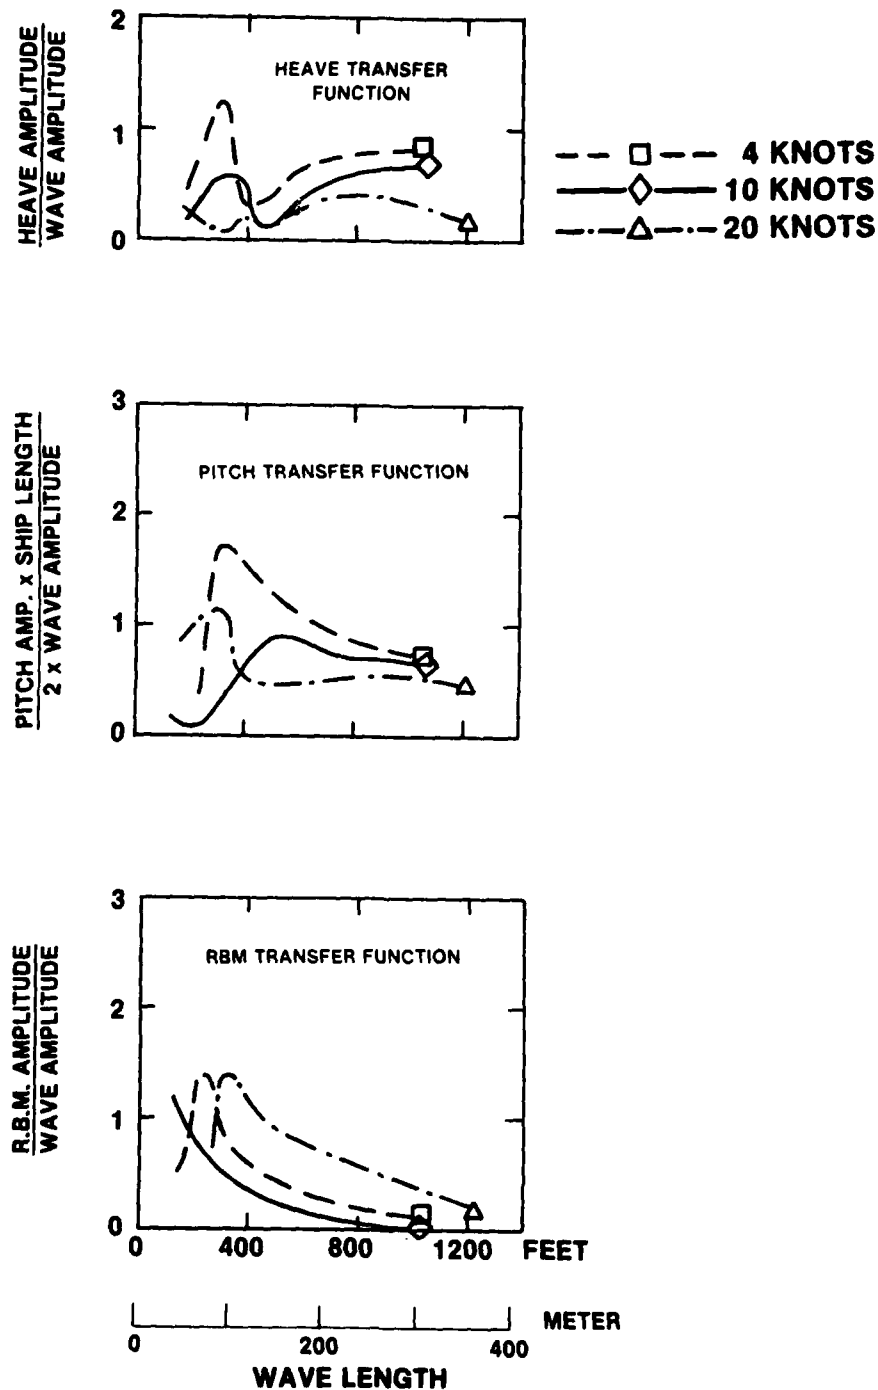 2
HEAVE AMPLITUDE
WAVE AMPLITUDE
HEAVE TRANSFER
FUNCTION
1
0
4 KNOTS
10 KNOTS
20 KNOTS
3
PITCH AMP. x SHIP LENGTH
2 x WAVE AMPLITUDE
PITCH TRANSFER FUNCTION
2
1
0
3
R.B.M. AMPLITUDE
WAVE AMPLITUDE
RBM TRANSFER FUNCTION
2
1
0
0 400 800 1200 FEET
METER
0 200 400
WAVE LENGTH